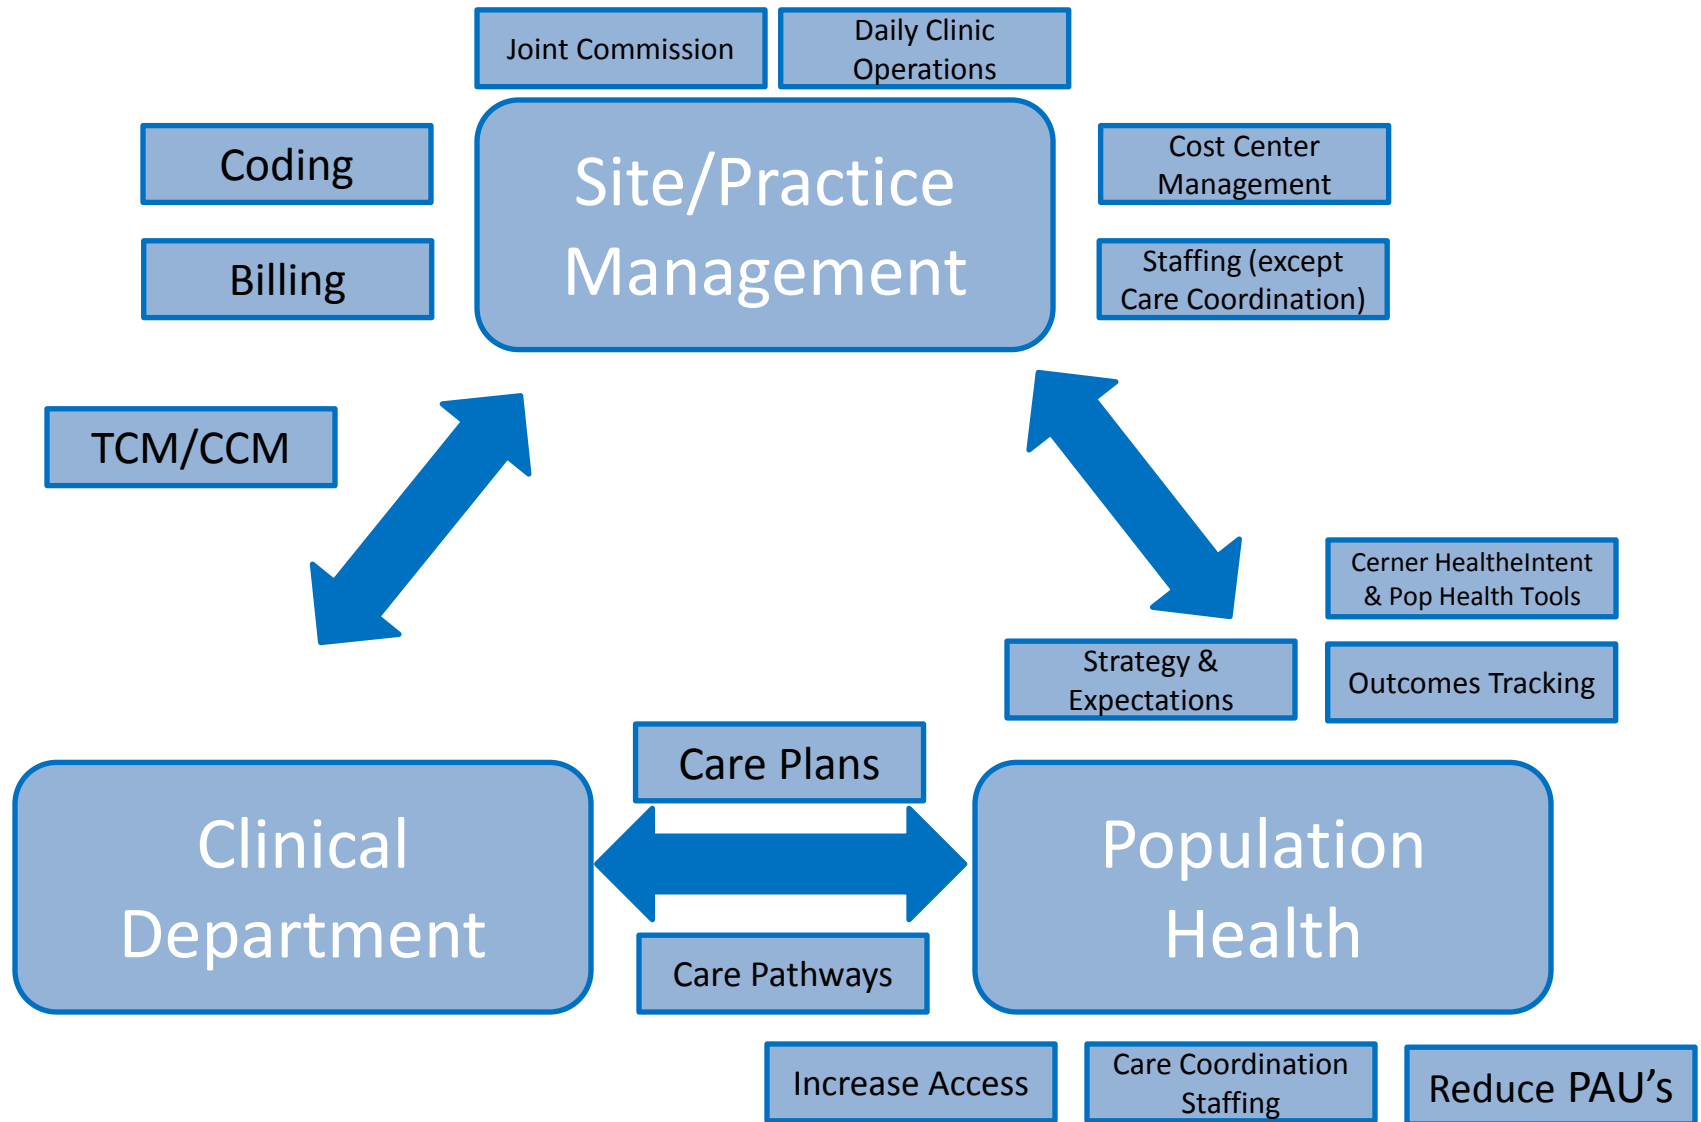 Joint Commission
Daily Clinic
Operations
Coding
Site/Practice
Management
Cost Center
Management
Billing
Staffing (except
Care Coordination)
TCM/CCM
Cerner HealtheIntent
& Pop Health Tools
Strategy &
Expectations
Outcomes Tracking
Care Plans
Clinical
Department
Population
Health
Care Pathways
Increase Access
Care Coordination
Staffing
Reduce PAU’s